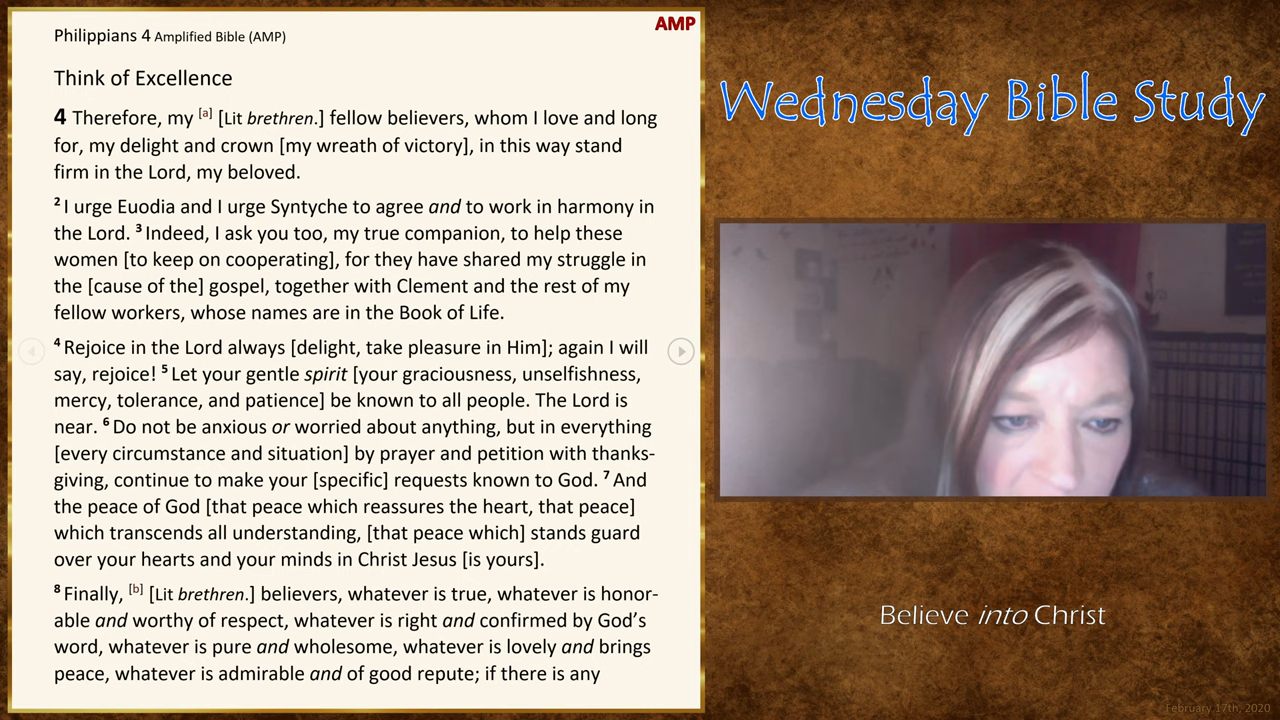 AMP
Philippians 4 Amplified Bible (AMP)
Think of Excellence
4 Therefore, my [a] [Lit brethren.] fellow believers, whom I love and long
for, my delight and crown [my wreath of victory], in this way stand
firm in the Lord, my beloved.
2 I urge Euodia and I urge Syntyche to agree and to work in harmony in
the Lord. 3 Indeed, I ask you too, my true companion, to help these
women [to keep on cooperating], for they have shared my struggle in
the [cause of the] gospel, together with Clement and the rest of my
fellow workers, whose names are in the Book of Life.
4 Rejoice in the Lord always [delight, take pleasure in Him]; again I will
say, rejoice! 5 Let your gentle spirit [your graciousness, unselfishness,
mercy, tolerance, and patience] be known to all people. The Lord is
near. 6 Do not be anxious or worried about anything, but in everything
[every circumstance and situation] by prayer and petition with thanks-
giving, continue to make your [specific] requests known to God. 7 And
the peace of God [that peace which reassures the heart, that peace]
which transcends all understanding, [that peace which] stands guard
over your hearts and your minds in Christ Jesus [is yours].
8 Finally, [b] [Lit brethren.] believers, whatever is true, whatever is honor-
able and worthy of respect, whatever is right and confirmed by God's
word, whatever is pure and wholesome, whatever is lovely and brings
peace, whatever is admirable and of good repute; if there is any
Wednesday Bible Study
Believe into Christ
February 17th, 2020